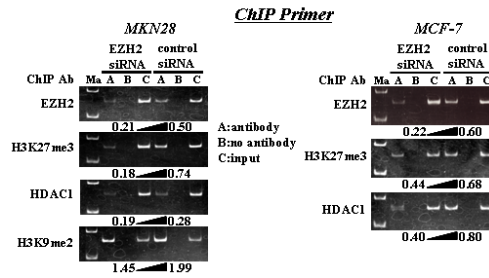 ChIP Primer
MKN28
EZH2 siRNA control siRNA
ChIP Ab Ma A B C A B C
EZH2
0.21 0.50
H3K27me3
0.18 0.74
HDAC1
0.19 0.28
H3K9me2
1.45 1.99
A:antibody
B:no antibody
C:input
MCF-7
EZH2 siRNA control siRNA
ChIP Ab Ma A B C A B C
EZH2
0.22 0.60
H3K27me3
0.44 0.68
HDAC1
0.40 0.80